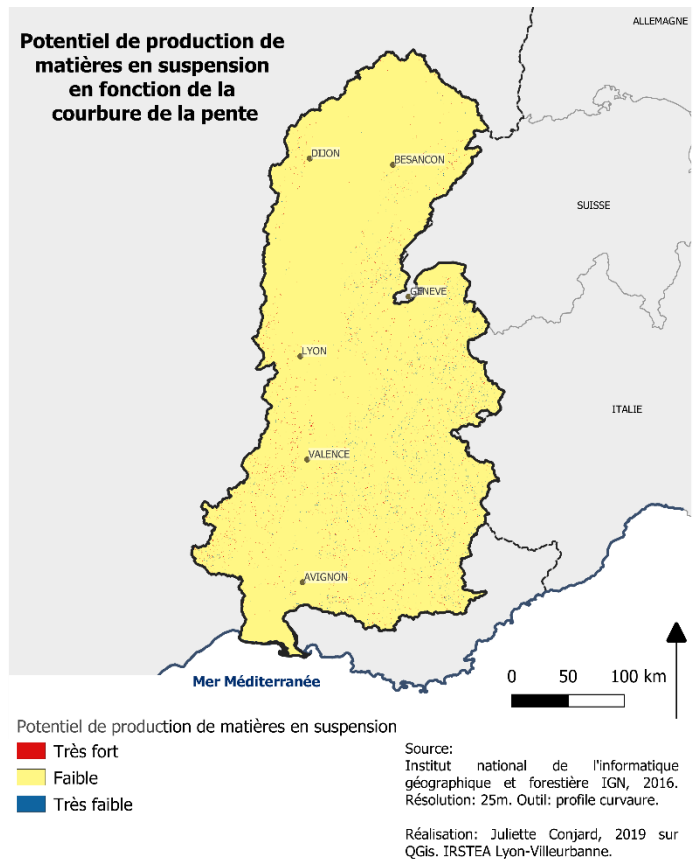 Potentiel de production de
matières en suspension
en fonction de la
courbure de la pente
ALLEMAGNE
DIJON
BESANCON
SUISSE
GENEVE
LYON
ITALIE
VALENCE
AVIGNON
Mer Méditerranée
0 50 100 km
Potentiel de production de matières en suspension
Très fort
Faible
Très faible
Source:
Institut national de l'informatique
géographique et forestière IGN, 2016.
Résolution: 25m. Outil: profile curvaure.
Réalisation: Juliette Conjard, 2019 sur
QGis. IRSTEA Lyon-Villeurbanne.